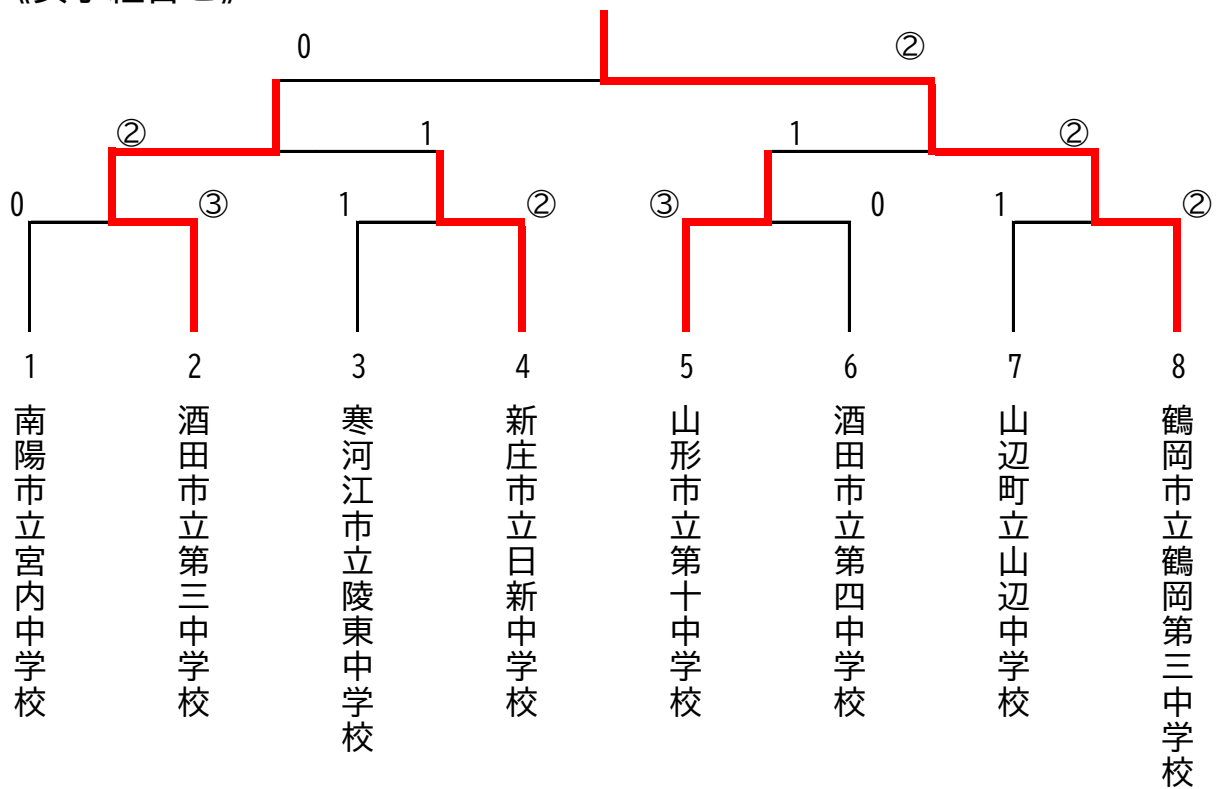 0 ②
② 1 1 ②
0 ③ 1 ② ③ 0 1 ②
1 2 3 4 5 6 7 8
南陽市立宮内中学校
酒田市立第三中学校
寒河江市立陵東中学校
新庄市立日新中学校
山形市立第十中学校
酒田市立第四中学校
山辺町立山辺中学校
鶴岡市立鶴岡第三中学校